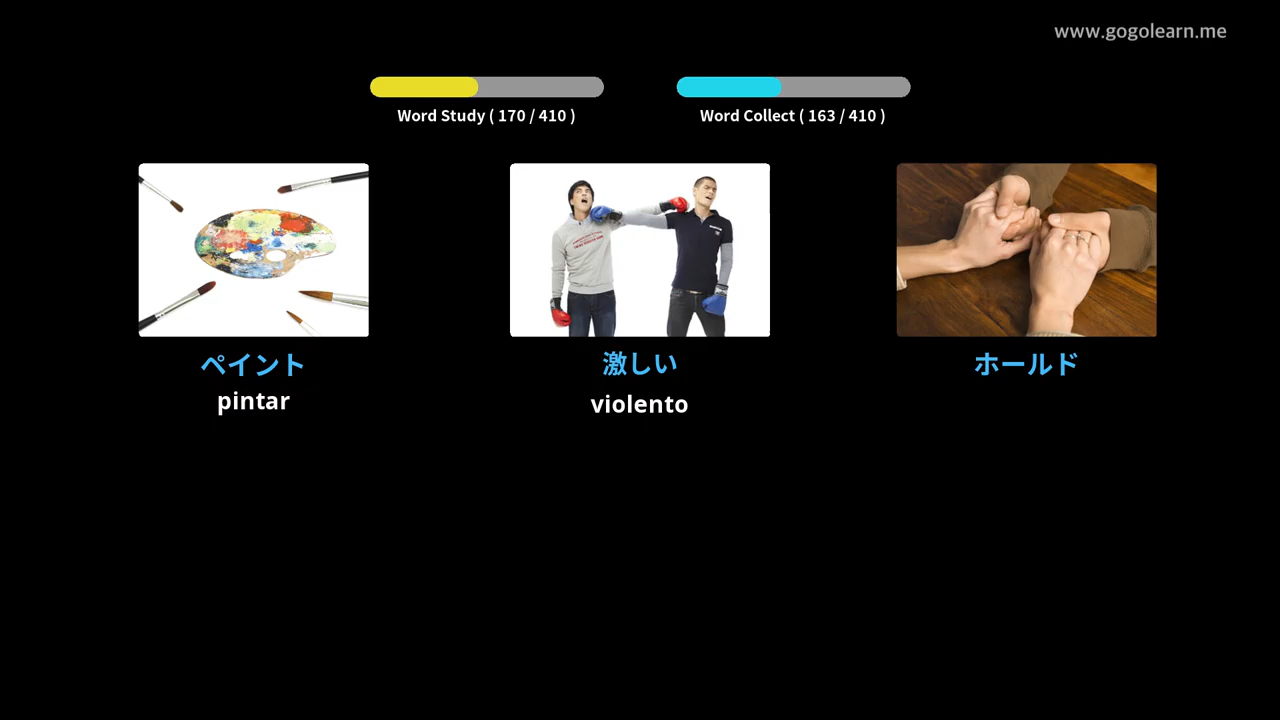 www.gogolearn.me
Word Study ( 170 / 410 )
Word Collect ( 163 / 410 )
ペイント
pintar
激しい
violento
ホールド